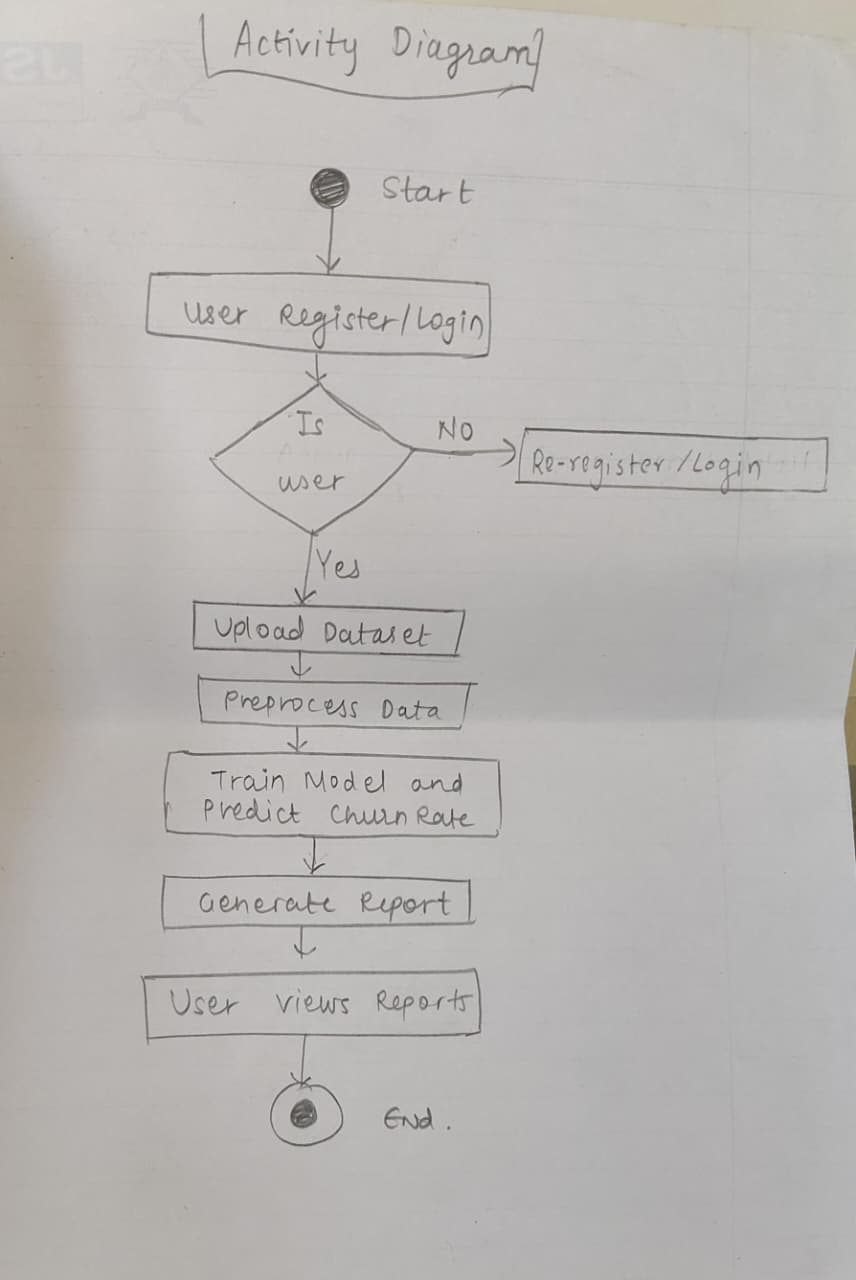 Activity Diagram
Start
User Register/Login
Is
user
NO
Re-register/Login
Yes
Upload Dataset
Preprocess Data
Train Model and
Predict Churn Rate
Generate Report
User views Reports
End.